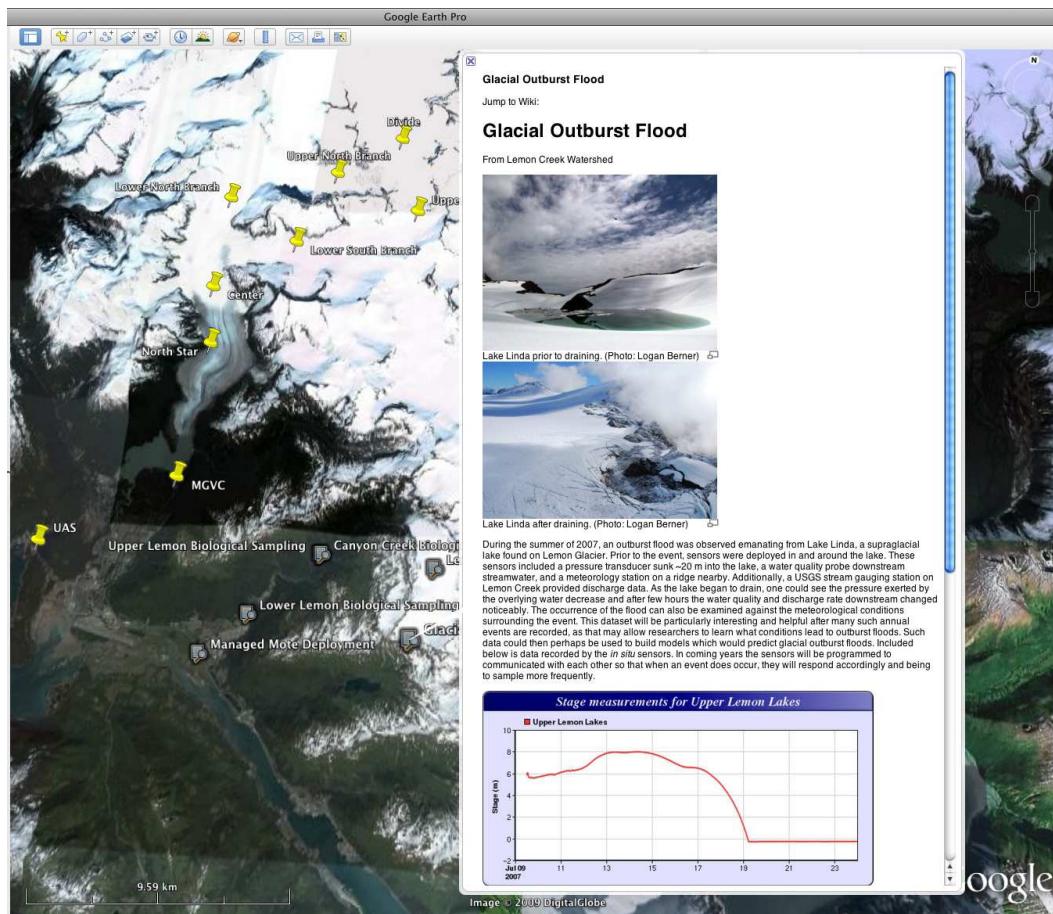 Google Earth Pro
Divide
Upper North Branch
Lower North Branch
Uppe
Lower South Branch
Center
North Star
MGVC
UAS
Upper Lemon Biological Sampling
Canyon Creek Biologi
Le
Lower Lemon Biological Sampling
Glaci
Managed Mote Deployment
9.59 km
Image © 2009 DigitalGlobe
oogle
N
Glacial Outburst Flood
Jump to Wiki:
Glacial Outburst Flood
From Lemon Creek Watershed
Lake Linda prior to draining. (Photo: Logan Berner)
Lake Linda after draining. (Photo: Logan Berner)
During the summer of 2007, an outburst flood was observed emanating from Lake Linda, a supraglacial
lake found on Lemon Glacier. Prior to the event, sensors were deployed in and around the lake. These
sensors included a pressure transducer sunk ~20 m into the lake, a water quality probe downstream
streamwater, and a meteorology station on a ridge nearby. Additionally, a USGS stream gauging station on
Lemon Creek provided discharge data. As the lake began to drain, one could see the pressure exerted by
the overlying water decrease and after few hours the water quality and discharge rate downstream changed
noticeably. The occurrence of the flood can also be examined against the meteorological conditions
surrounding the event. This dataset will be particularly interesting and helpful after many such annual
events are recorded, as that may allow researchers to learn what conditions lead to outburst floods. Such
data could then perhaps be used to build models which would predict glacial outburst floods. Included
below is data recorded by the in situ sensors. In coming years the sensors will be programmed to
communicated with each other so that when an event does occur, they will respond accordingly and being
to sample more frequently.
Stage measurements for Upper Lemon Lakes
Upper Lemon Lakes
Stage (m)
10
8
6
4
2
0
-2
Jul 09 11 13 15 17 19 21 23
2007